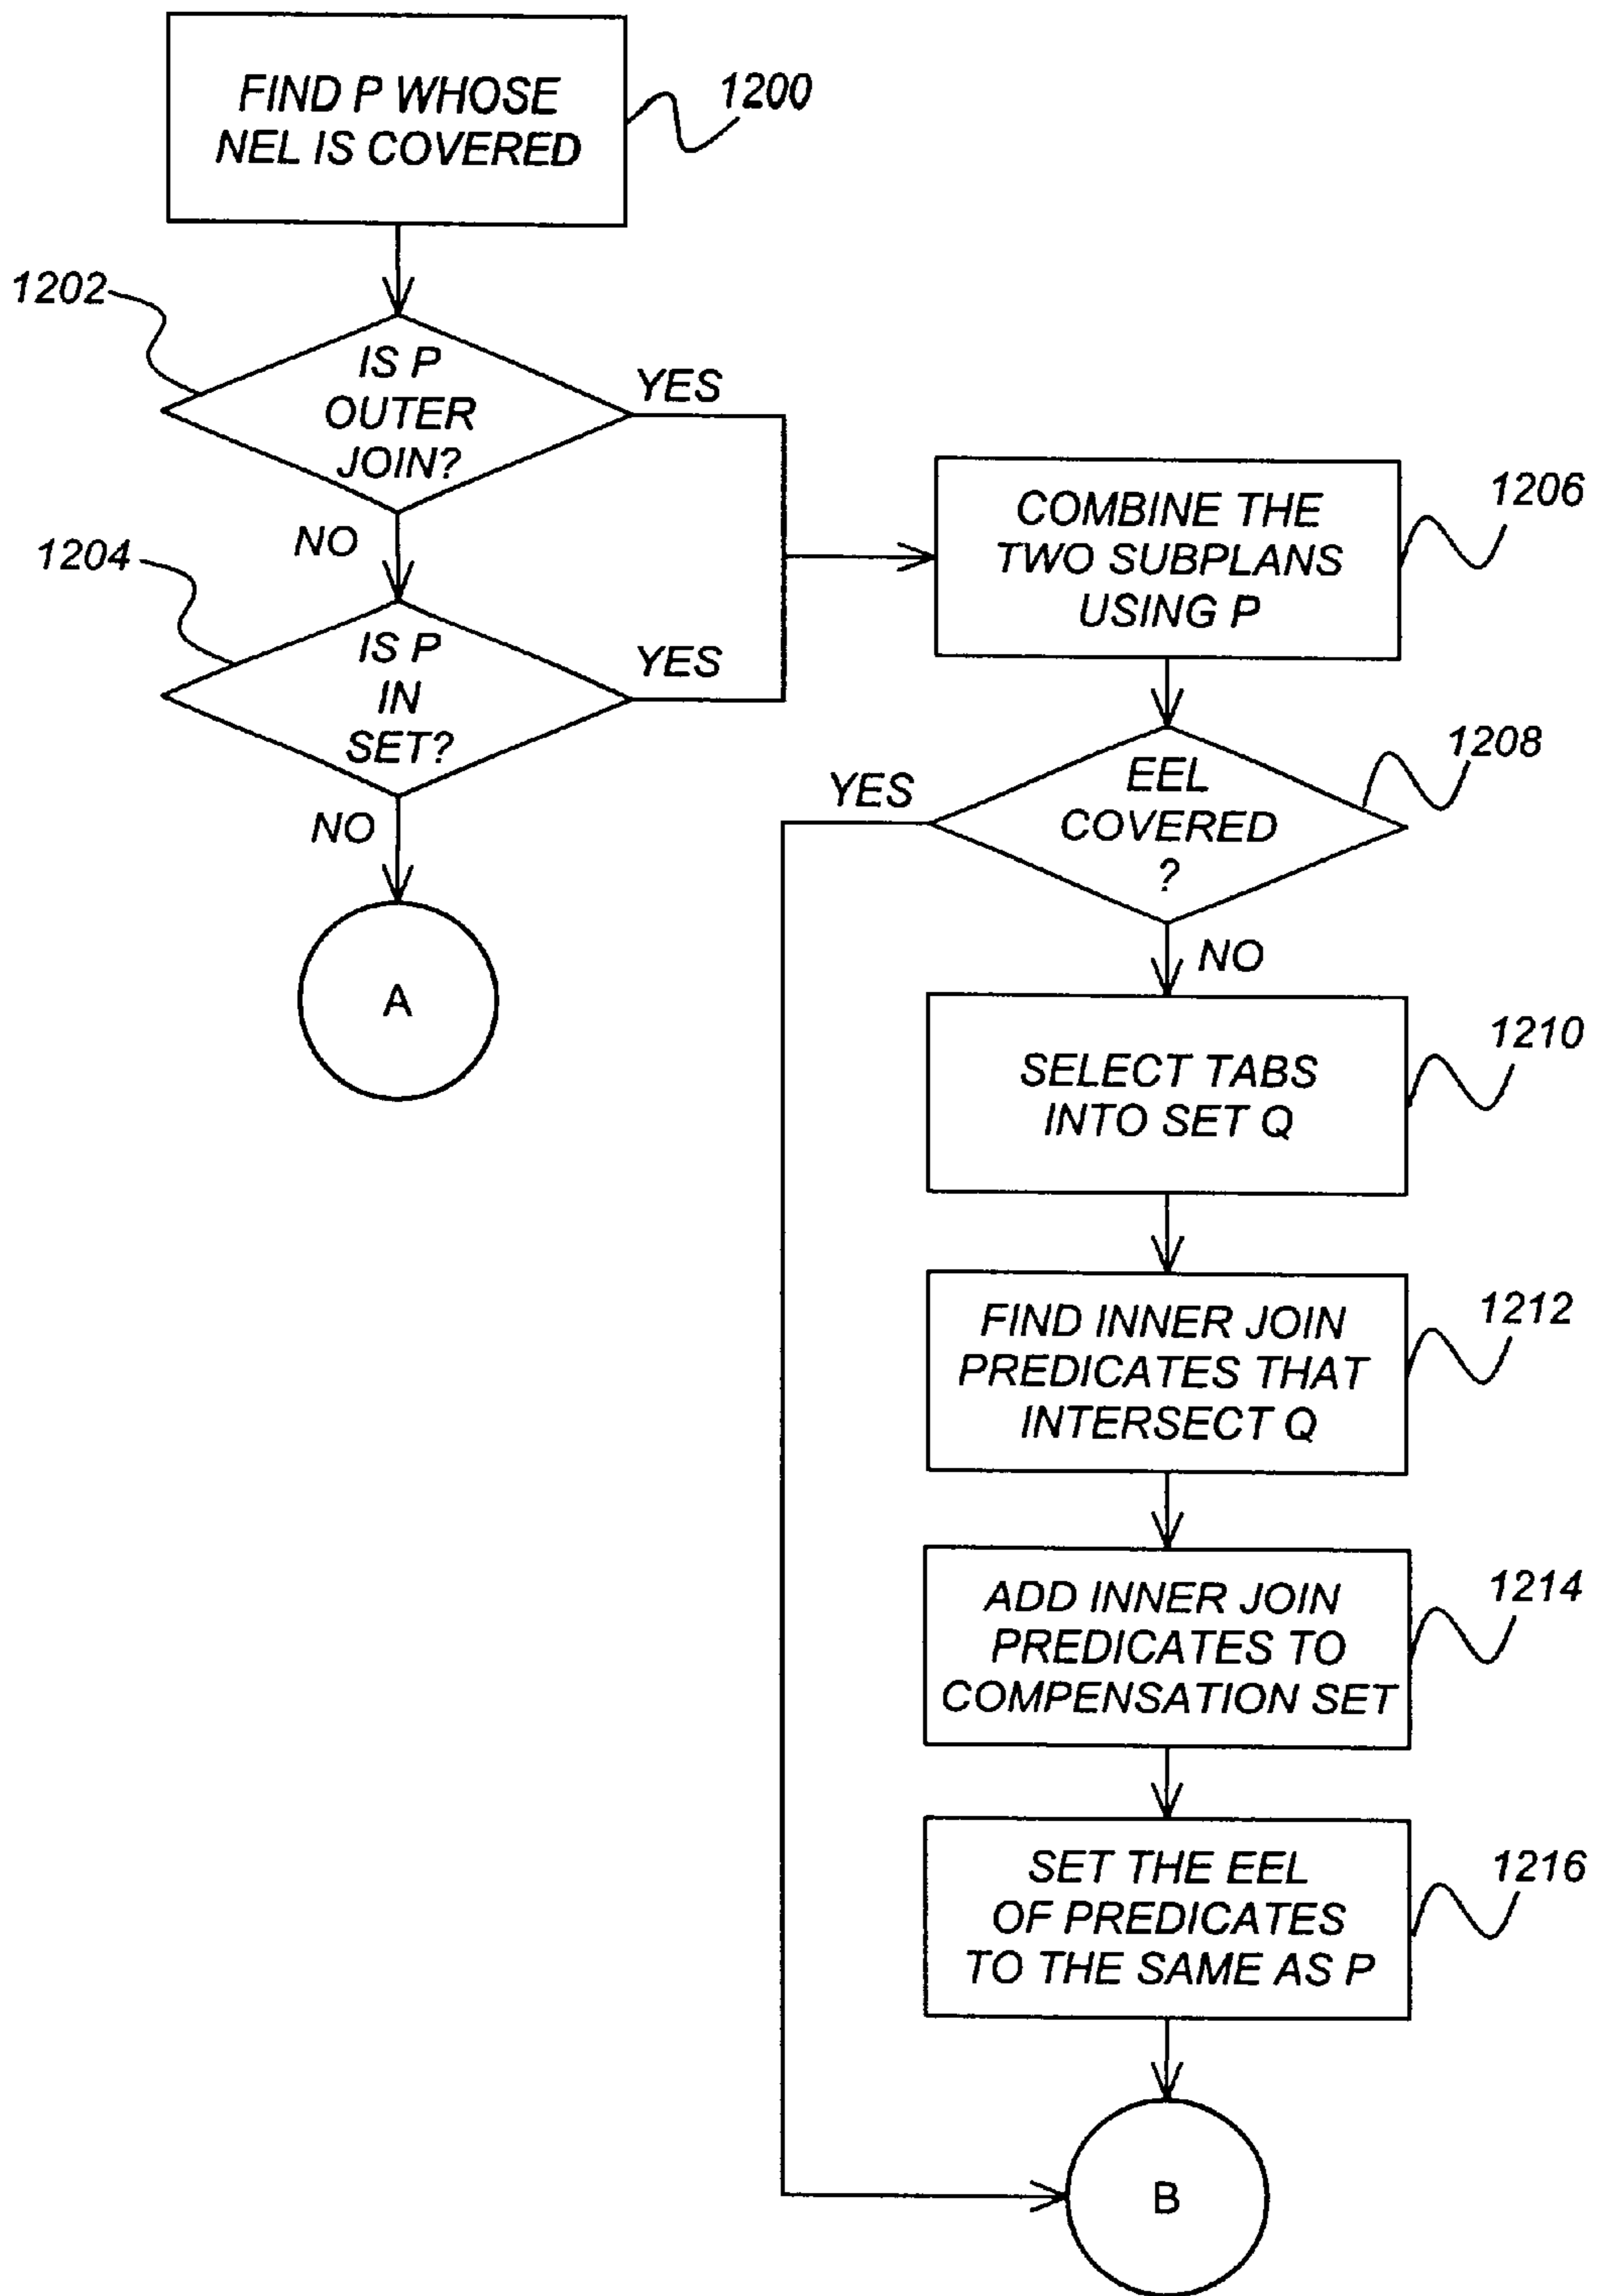 FIND P WHOSE
NEL IS COVERED
1200
1202
IS P
OUTER
JOIN?
YES
NO
1204
IS P
IN
SET?
YES
NO
A
COMBINE THE
TWO SUBPLANS
USING P
1206
EEL
COVERED
?
1208
YES
NO
SELECT TABS
INTO SET Q
1210
FIND INNER JOIN
PREDICATES THAT
INTERSECT Q
1212
ADD INNER JOIN
PREDICATES TO
COMPENSATION SET
1214
SET THE EEL
OF PREDICATES
TO THE SAME AS P
1216
B